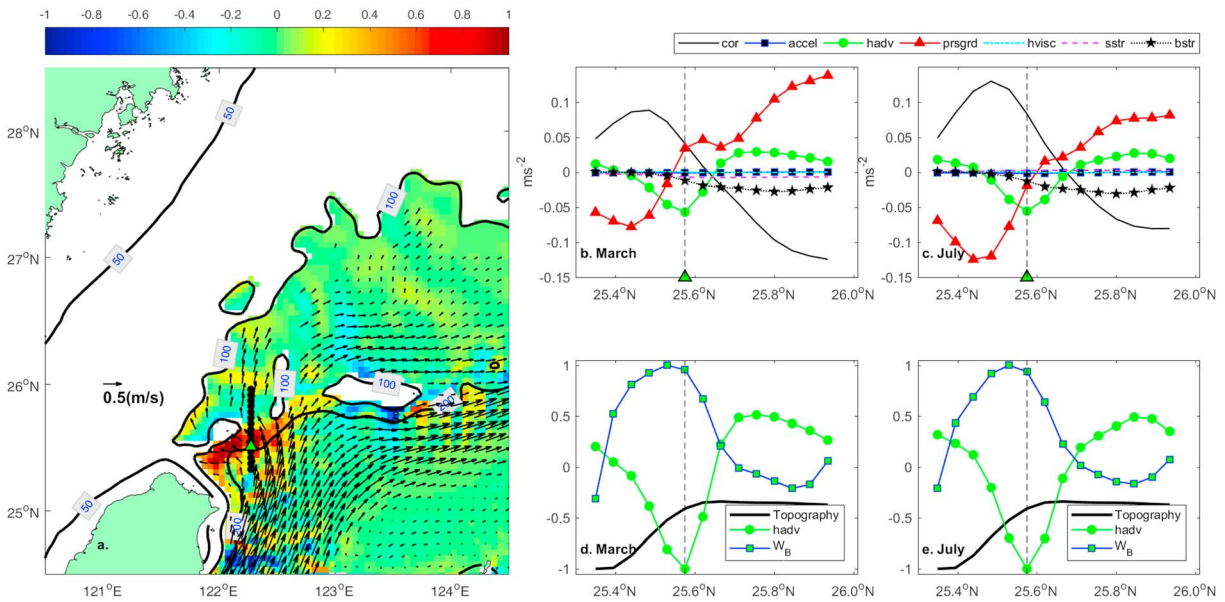 -1 -0.8 -0.6 -0.4 -0.2 0 0.2 0.4 0.6 0.8 1
cor accel hadv prsgrd hvisc sstr bstr
28°N
27°N
26°N
25°N
50
50
50
100
100
100
100
200
200
0
0.5(m/s)
a.
121°E 122°E 123°E 124°E
ms-2
0.1
0.05
0
-0.05
-0.1
-0.15
b. March
25.4°N 25.6°N 25.8°N 26.0°N
ms-2
0.1
0.05
0
-0.05
-0.1
-0.15
c. July
25.4°N 25.6°N 25.8°N 26.0°N
1
0.5
0
-0.5
-1
Topography
hadv
WB
d. March
25.4°N 25.6°N 25.8°N 26.0°N
1
0.5
0
-0.5
-1
Topography
hadv
WB
e. July
25.4°N 25.6°N 25.8°N 26.0°N